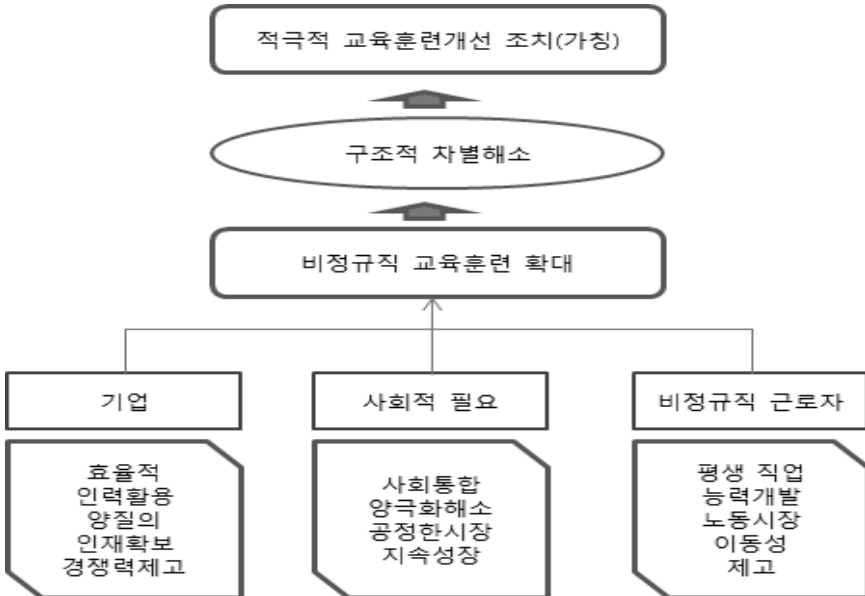 적극적 교육훈련개선 조치(가칭)
구조적 차별해소
비정규직 교육훈련 확대
기업
사회적 필요
비정규직 근로자
효율적
인력활용
양질의
인재확보
경쟁력제고
사회통합
양극화해소
공정한시장
지속성장
평생 직업
능력개발
노동시장
이동성
제고